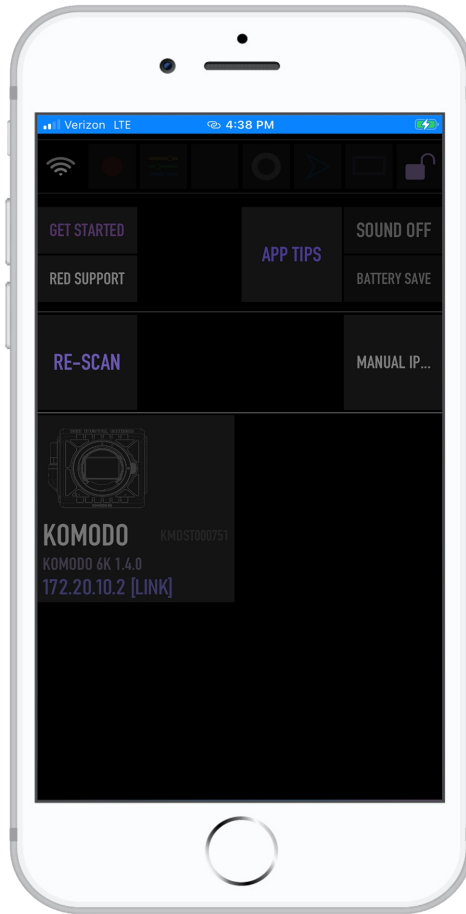 Verizon LTE 4:38 PM
GET STARTED
APP TIPS
SOUND OFF
RED SUPPORT
BATTERY SAVE
RE-SCAN
MANUAL IP...
KOMODO KMDST000751
KOMODO 6K 1.4.0
172.20.10.2 [LINK]